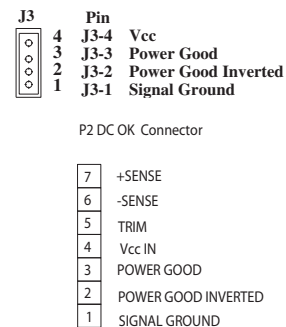 J3 Pin
4 J3-4 Vcc
3 J3-3 Power Good
2 J3-2 Power Good Inverted
1 J3-1 Signal Ground
P2 DC OK Connector
7 +SENSE
6 -SENSE
5 TRIM
4 Vcc IN
3 POWER GOOD
2 POWER GOOD INVERTED
1 SIGNAL GROUND